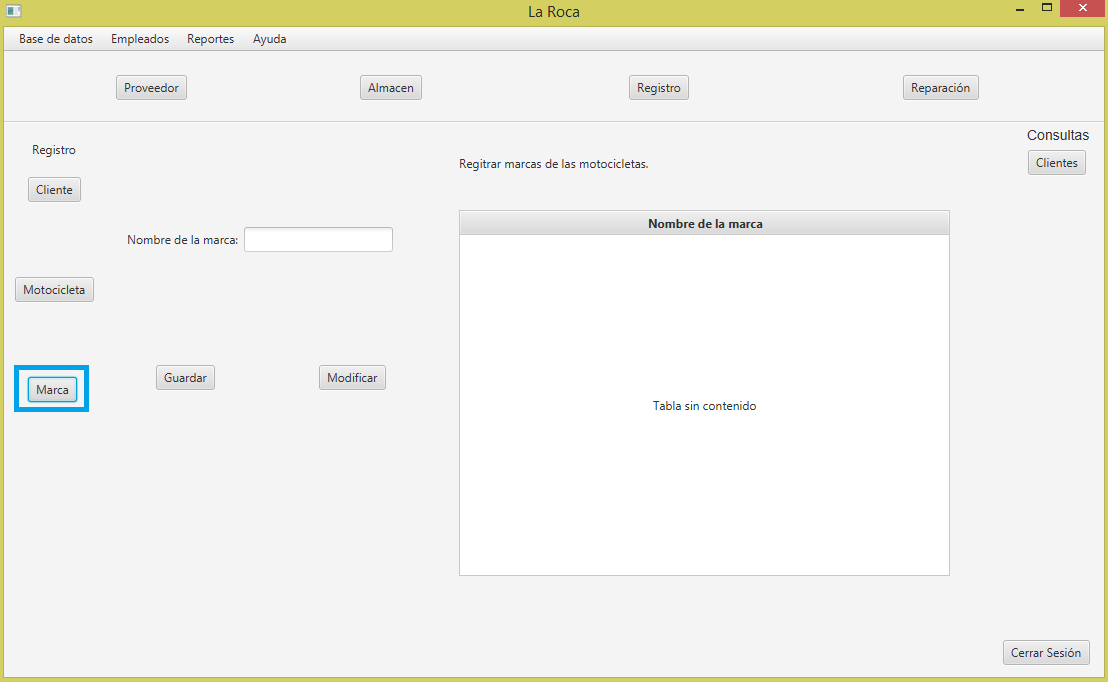 La Roca
Base de datos Empleados Reportes Ayuda
Proveedor Almacen Registro Reparación
Consultas
Registro
Regitrar marcas de las motocicletas.
Clientes
Cliente
Nombre de la marca
Nombre de la marca:
Motocicleta
Guardar Modificar
Marca
Tabla sin contenido
Cerrar Sesión